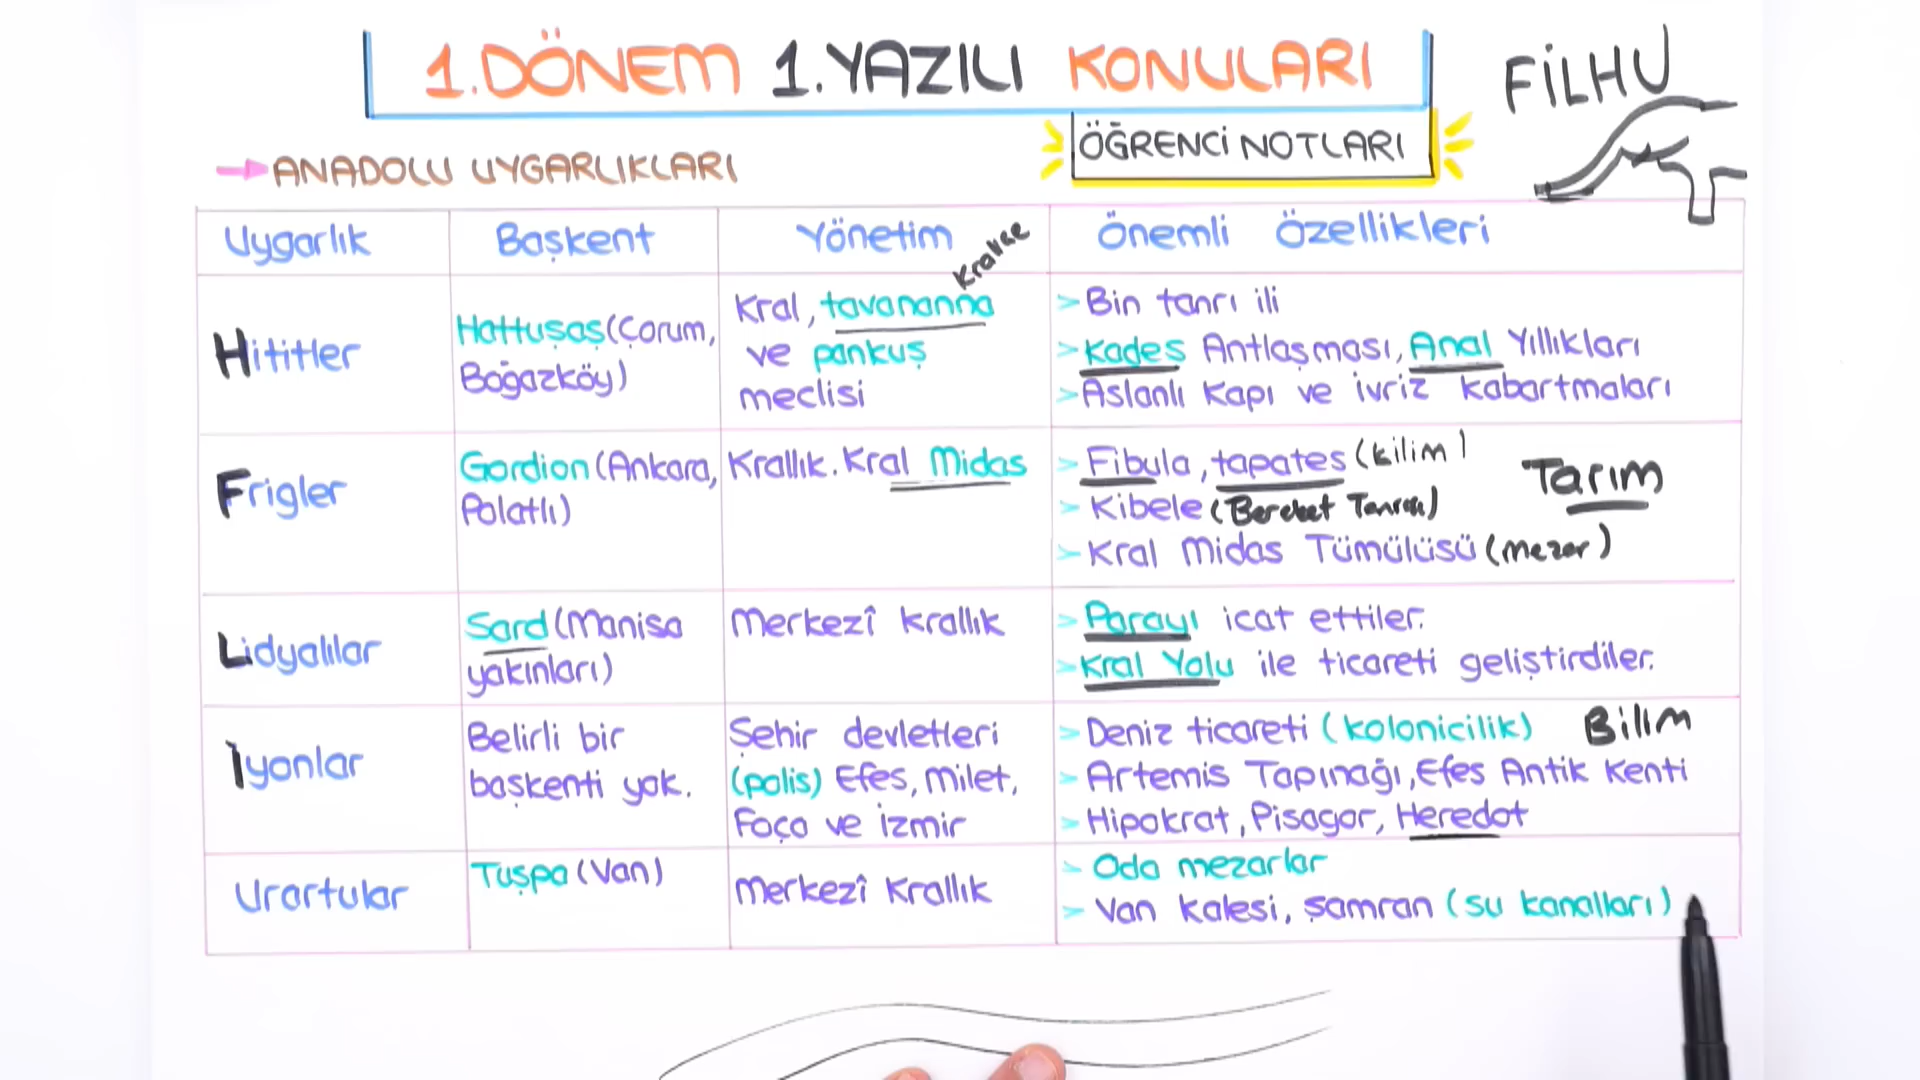 1.DÖNEM 1.YAZILI KONULARI
FİLHU
ÖĞRENCİ NOTLARI
ANADOLU UYGARLIKLARI
Uygarlık Başkent Yönetim Önemli Özellikleri
Kraliçe
Hititler
Hattuşaş (Çorum,
Boğazköy)
Kral, tavananna
ve pankuş
meclisi
> Bin tanrı ili
> Kadeş Antlaşması, Anal Yıllıkları
> Aslanlı Kapı ve İvriz kabartmaları
Frigler
Gordion (Ankara,
Polatlı)
Krallık. Kral Midas
> Fibula, tapates (kilim)
Tarım
> Kibele (Bereket Tanrısı)
> Kral Midas Tümülüsü (mezar)
Lidyalılar
Sard (Manisa
yakınları)
Merkezî krallık
> Parayı icat ettiler.
> Kral Yolu ile ticareti geliştirdiler.
İyonlar
Belirli bir
başkenti yok.
Şehir devletleri
(polis) Efes, Milet,
Foça ve İzmir
> Deniz ticareti (kolonicilik)
Bilim
> Artemis Tapınağı, Efes Antik Kenti
> Hipokrat, Pisagor, Heredot
Urartular
Tuşpa (Van)
Merkezî Krallık
> Oda mezarlar
> Van kalesi, şamran (su kanalları)